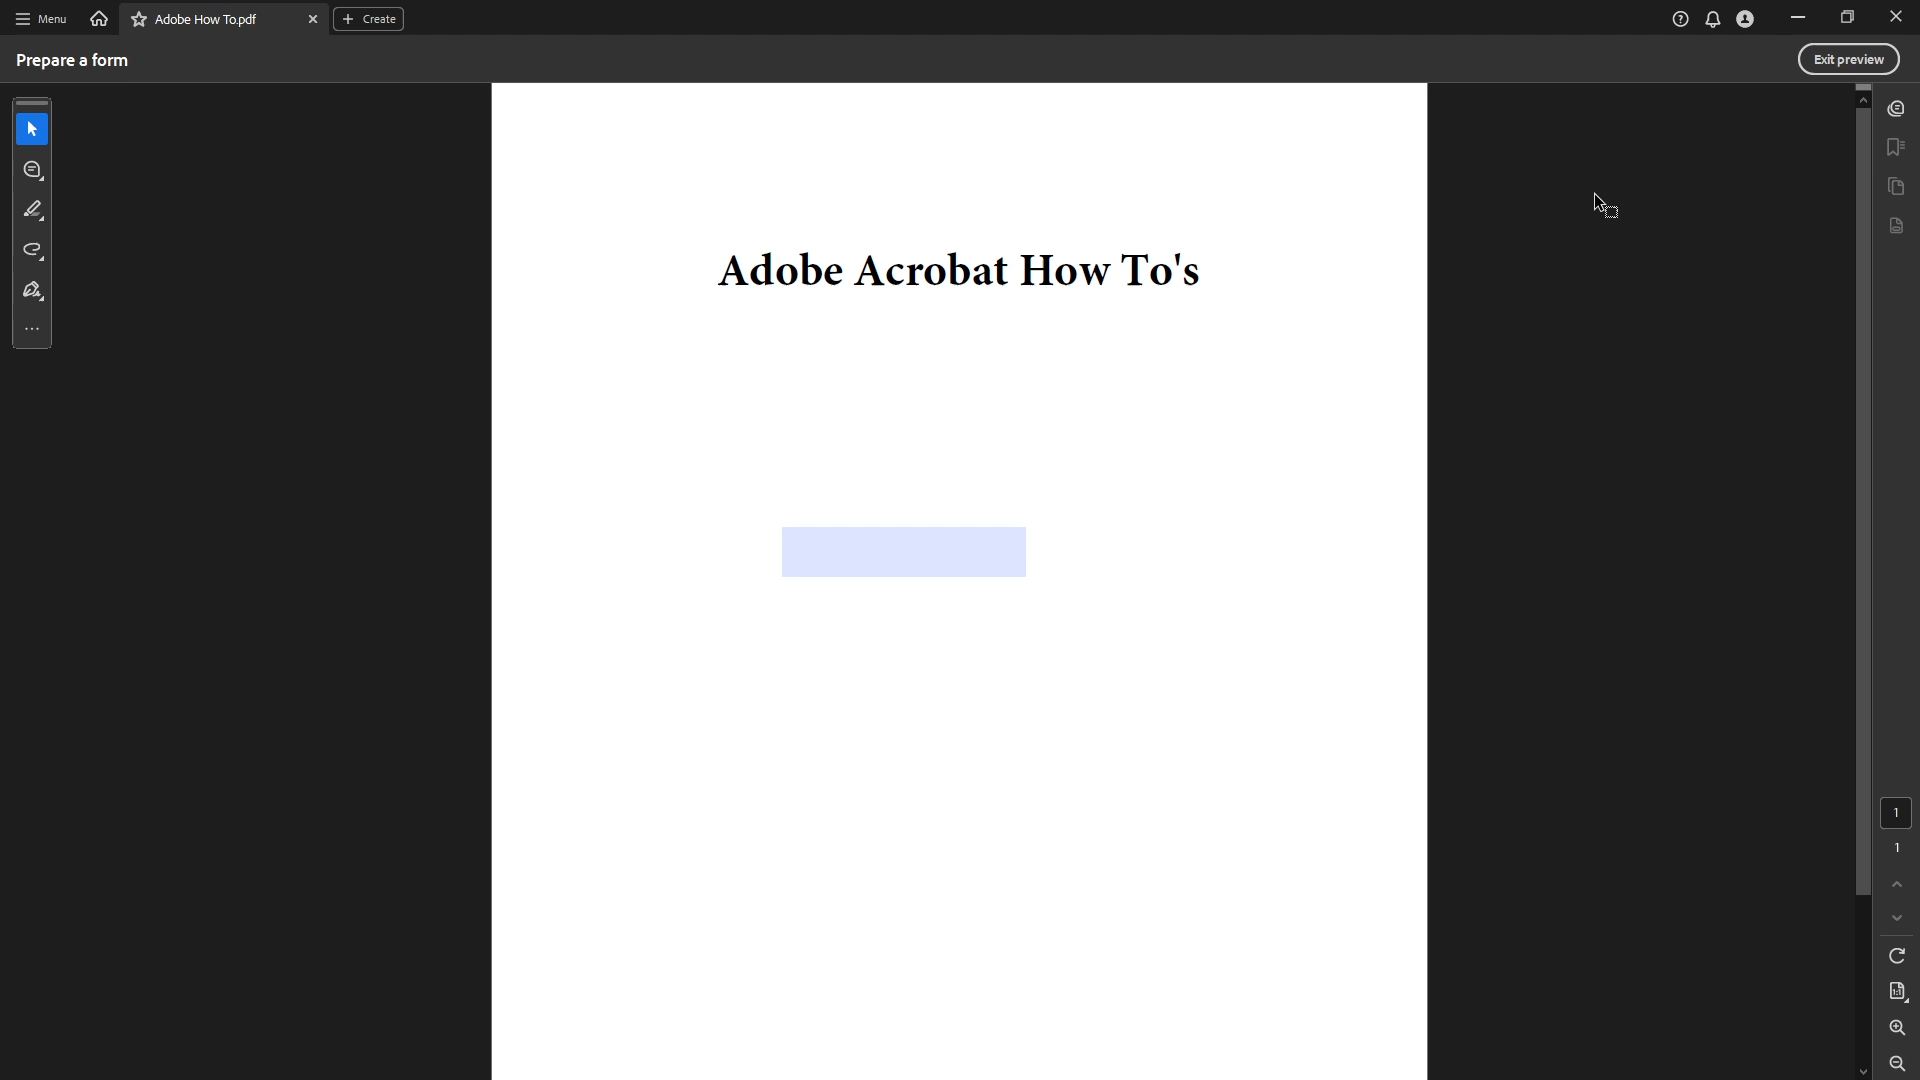 Menu
Adobe How To.pdf
Create
Prepare a form
Exit preview
Adobe Acrobat How To's
1
1